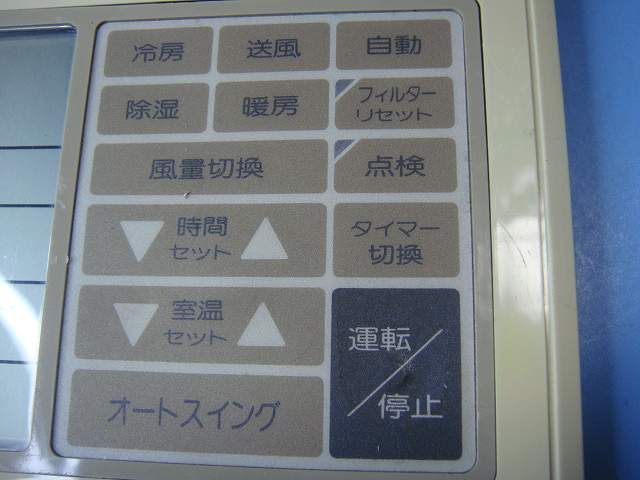 冷房
送風
自動
除湿
暖房
フィルター
リセット
風量切換
点検
▽ 時間 △
セット
タイマー
切換
▽ 室温 △
セット
運転／
停止
オートスイング